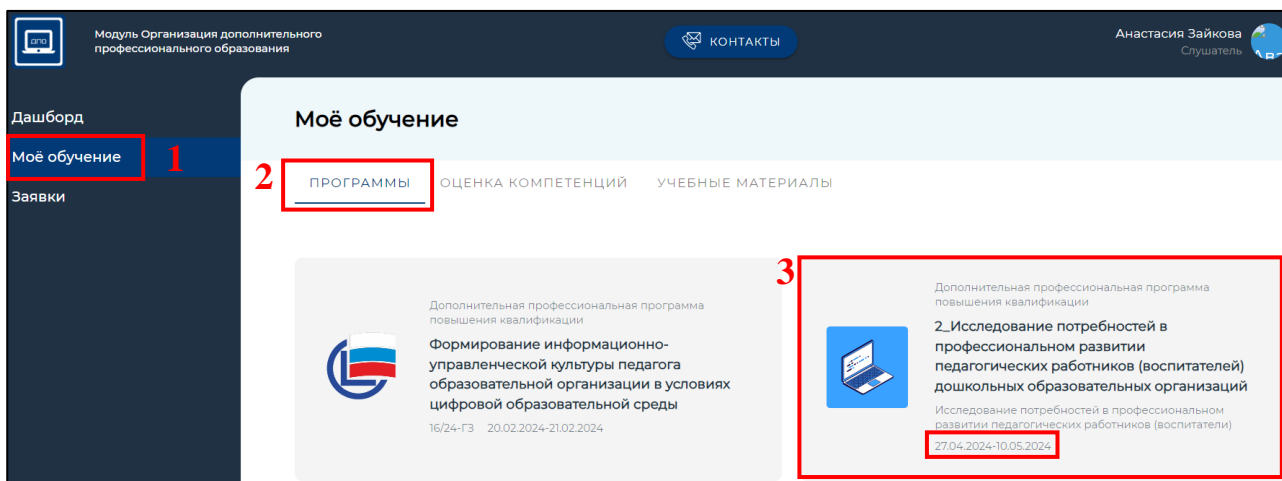 дпо
Модуль Организация дополнительного
профессионального образования
КОНТАКТЫ
Анастасия Зайкова
Слушатель
Дашборд
Моё обучение
1
Заявки
Моё обучение
2
ПРОГРАММЫ
ОЦЕНКА КОМПЕТЕНЦИЙ
УЧЕБНЫЕ МАТЕРИАЛЫ
Дополнительная профессиональная программа
повышения квалификации
Формирование информационно-
управленческой культуры педагога
образовательной организации в условиях
цифровой образовательной среды
16/24-ГЗ 20.02.2024-21.02.2024
3
Дополнительная профессиональная программа
повышения квалификации
2_Исследование потребностей в
профессиональном развитии
педагогических работников (воспитателей)
дошкольных образовательных организаций
Исследование потребностей в профессиональном
развитии педагогических работников (воспитатели)
27.04.2024-10.05.2024